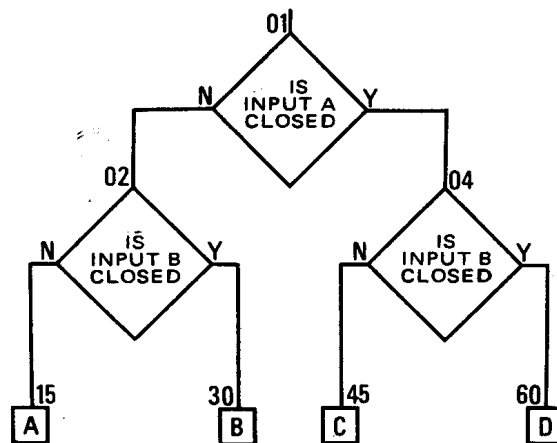 01
IS
INPUT A
CLOSED
N
Y
02
04
IS
INPUT B
CLOSED
N
Y
IS
INPUT B
CLOSED
N
Y
15
30
45
60
A
B
C
D